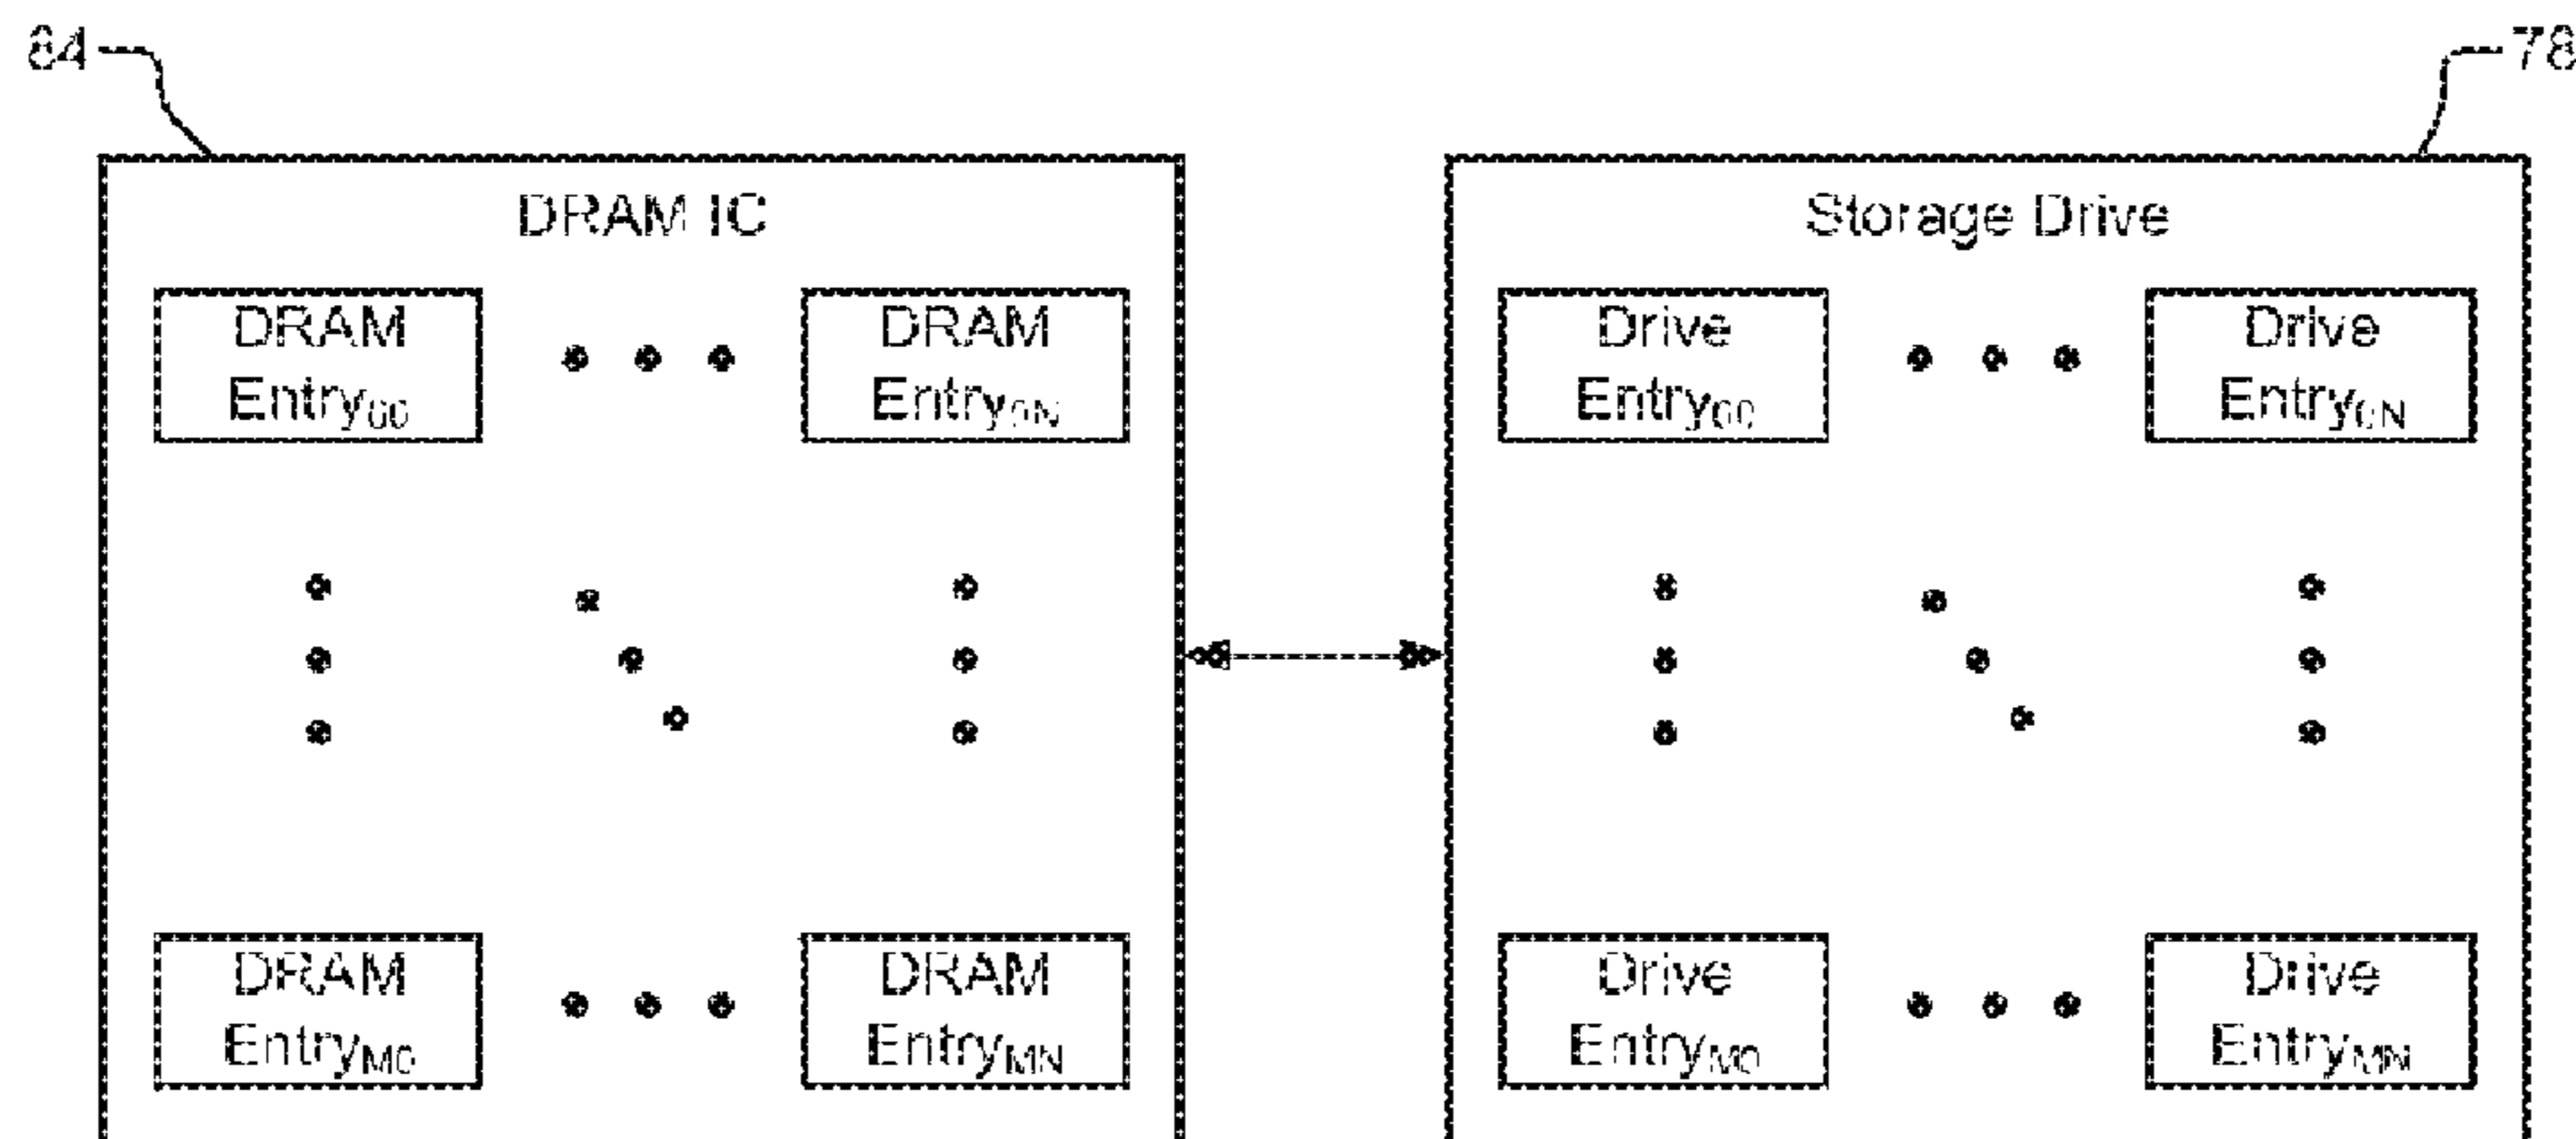 84 78
DRAM IC
Storage Drive
DRAM
Entry00
DRAM
Entry0N
Drive
Entry00
Drive
Entry0N
DRAM
EntryM0
DRAM
EntryMN
Drive
EntryM0
Drive
EntryMN